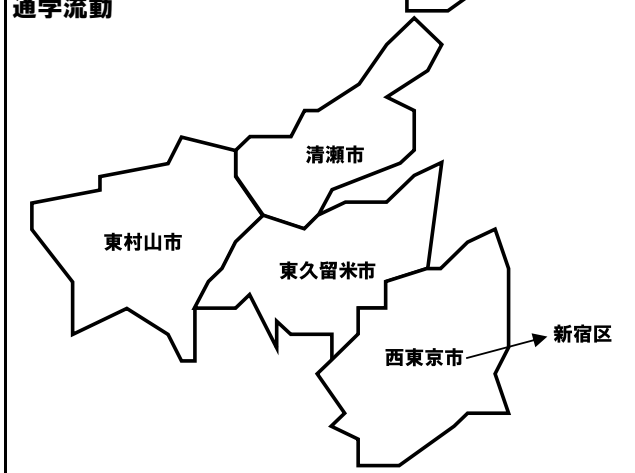 通学流動
清瀬市
東村山市
東久留米市
西東京市
新宿区